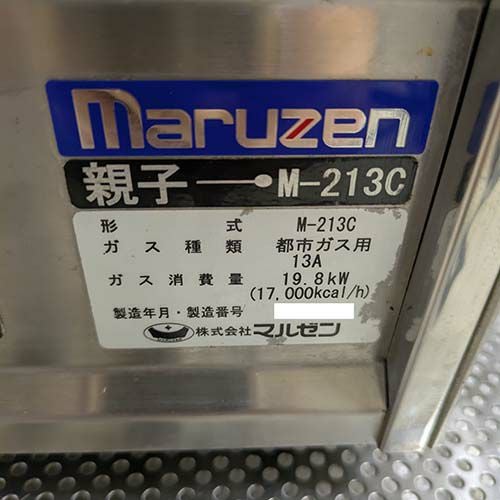 maruzen
親子 M-213C
形 式 M-213C
ガス種類 都市ガス用
13A
ガス消費量 19.8kW
(17,000kcal/h)
製造年月・製造番号
株式会社マルゼン